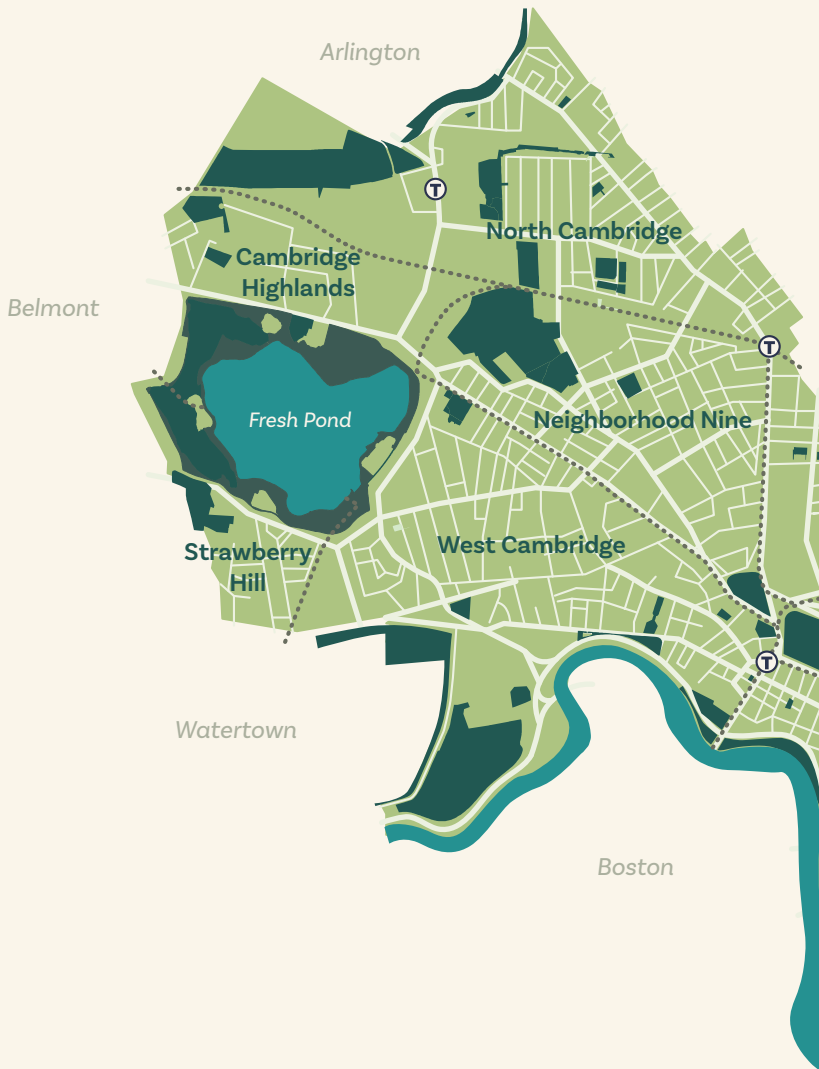 Arlington
T
North Cambridge
Cambridge
Highlands
Belmont
T
Fresh Pond
Neighborhood Nine
West Cambridge
Strawberry
Hill
T
Watertown
Boston